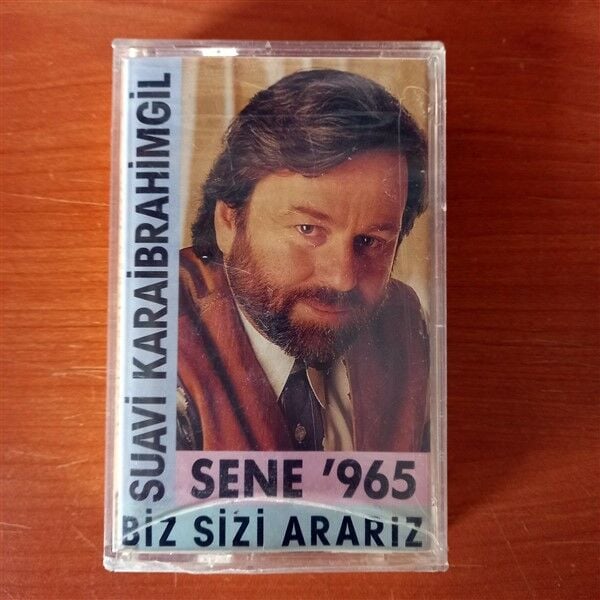 SUAVİ KARAİBRAHİMGİL
SENE '965
BİZ SİZİ ARARIZ